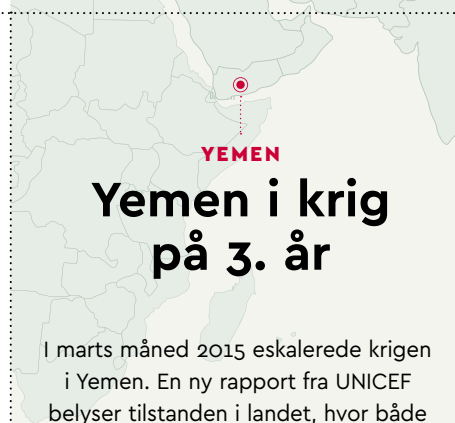 YEMEN
Yemen i krig
på 3. år
I marts måned 2015 eskalerede krigen
i Yemen. En ny rapport fra UNICEF
belyser tilstanden i landet, hvor både